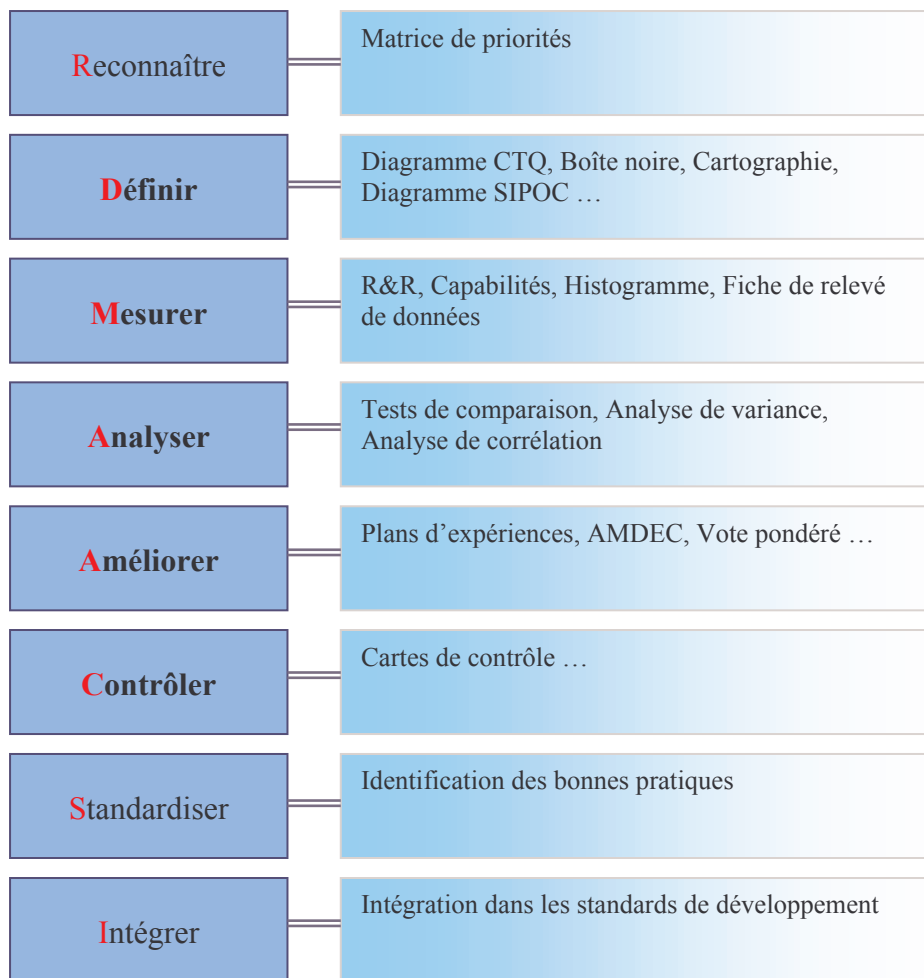 Reconnaître
Matrice de priorités
Définir
Diagramme CTQ, Boîte noire, Cartographie,
Diagramme SIPOC …
Mesurer
R&R, Capabilités, Histogramme, Fiche de relevé
de données
Analyser
Tests de comparaison, Analyse de variance,
Analyse de corrélation
Améliorer
Plans d’expériences, AMDEC, Vote pondéré …
Contrôler
Cartes de contrôle …
Standardiser
Identification des bonnes pratiques
Intégrer
Intégration dans les standards de développement